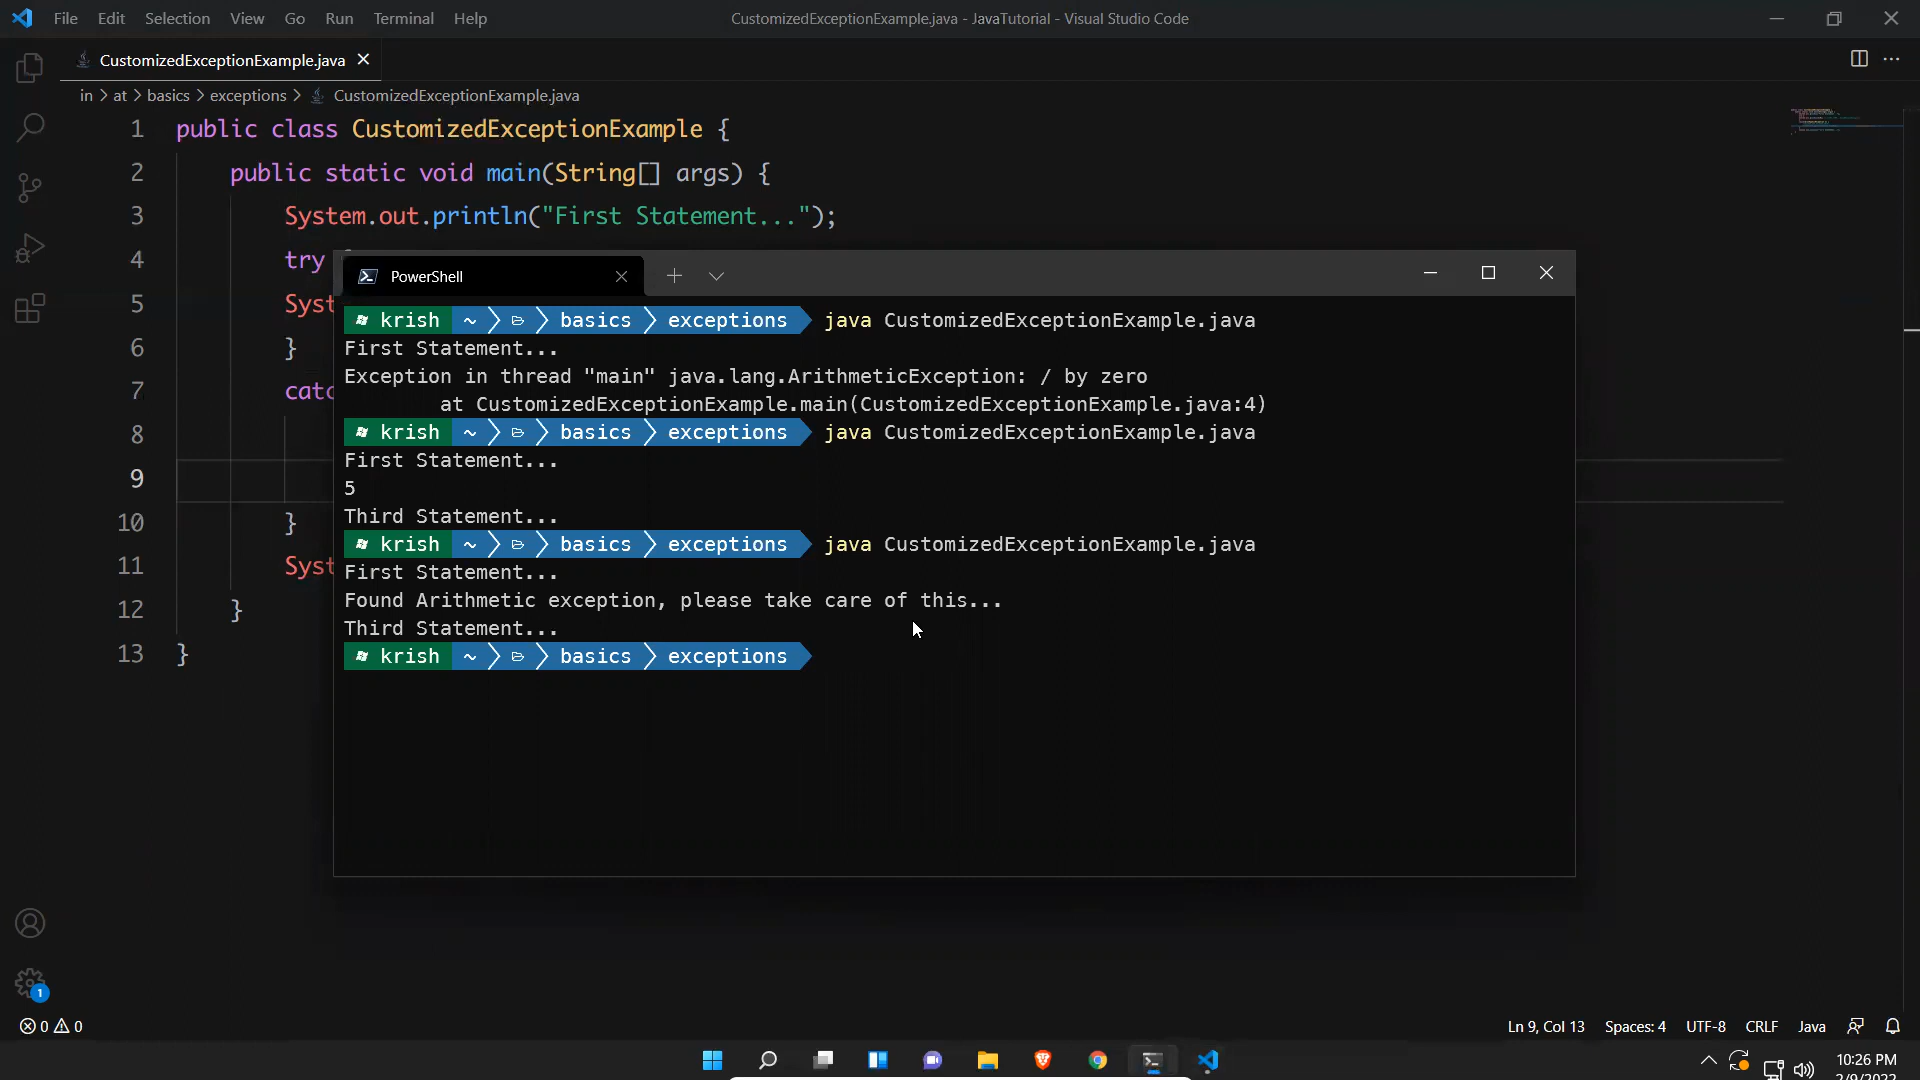 File Edit Selection View Go Run Terminal Help
CustomizedExceptionExample.java - JavaTutorial - Visual Studio Code
CustomizedExceptionExample.java
in > at > basics > exceptions > CustomizedExceptionExample.java
1 public class CustomizedExceptionExample {
2 public static void main(String[] args) {
3 System.out.println("First Statement...");
4 try
5 Syst
6 }
7 catc
8
9
10 }
11 Syst
12 }
13 }
PowerShell
krish ~ basics exceptions java CustomizedExceptionExample.java
First Statement...
Exception in thread "main" java.lang.ArithmeticException: / by zero
at CustomizedExceptionExample.main(CustomizedExceptionExample.java:4)
krish ~ basics exceptions java CustomizedExceptionExample.java
First Statement...
5
Third Statement...
krish ~ basics exceptions java CustomizedExceptionExample.java
First Statement...
Found Arithmetic exception, please take care of this...
Third Statement...
krish ~ basics exceptions
1
0 0
Ln 9, Col 13 Spaces: 4 UTF-8 CRLF Java
10:26 PM
2/9/2022